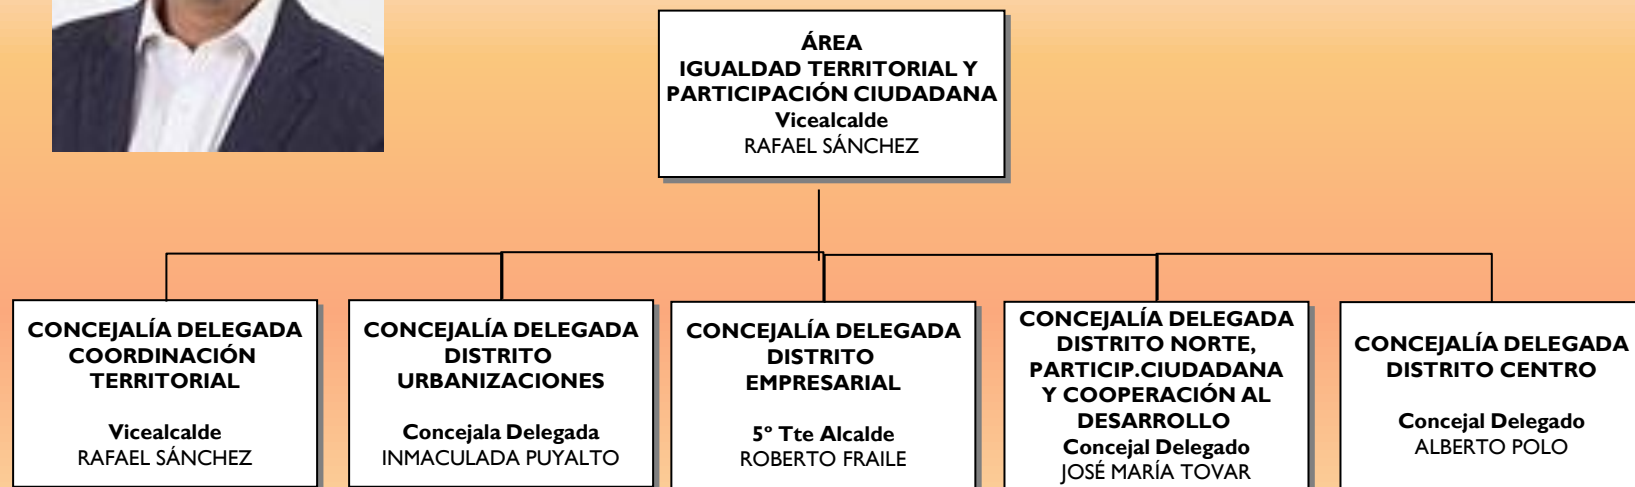 ÁREA
IGUALDAD TERRITORIAL Y
PARTICIPACIÓN CIUDADANA
Vicealcalde
RAFAEL SÁNCHEZ
CONCEJALÍA DELEGADA
COORDINACIÓN
TERRITORIAL
Vicealcalde
RAFAEL SÁNCHEZ
CONCEJALÍA DELEGADA
DISTRITO
URBANIZACIONES
Concejala Delegada
INMACULADA PUYALTO
CONCEJALÍA DELEGADA
DISTRITO
EMPRESARIAL
5º Tte Alcalde
ROBERTO FRAILE
CONCEJALÍA DELEGADA
DISTRITO NORTE,
PARTICIP.CIUDADANA
Y COOPERACIÓN AL
DESARROLLO
Concejal Delegado
JOSÉ MARÍA TOVAR
CONCEJALÍA DELEGADA
DISTRITO CENTRO
Concejal Delegado
ALBERTO POLO